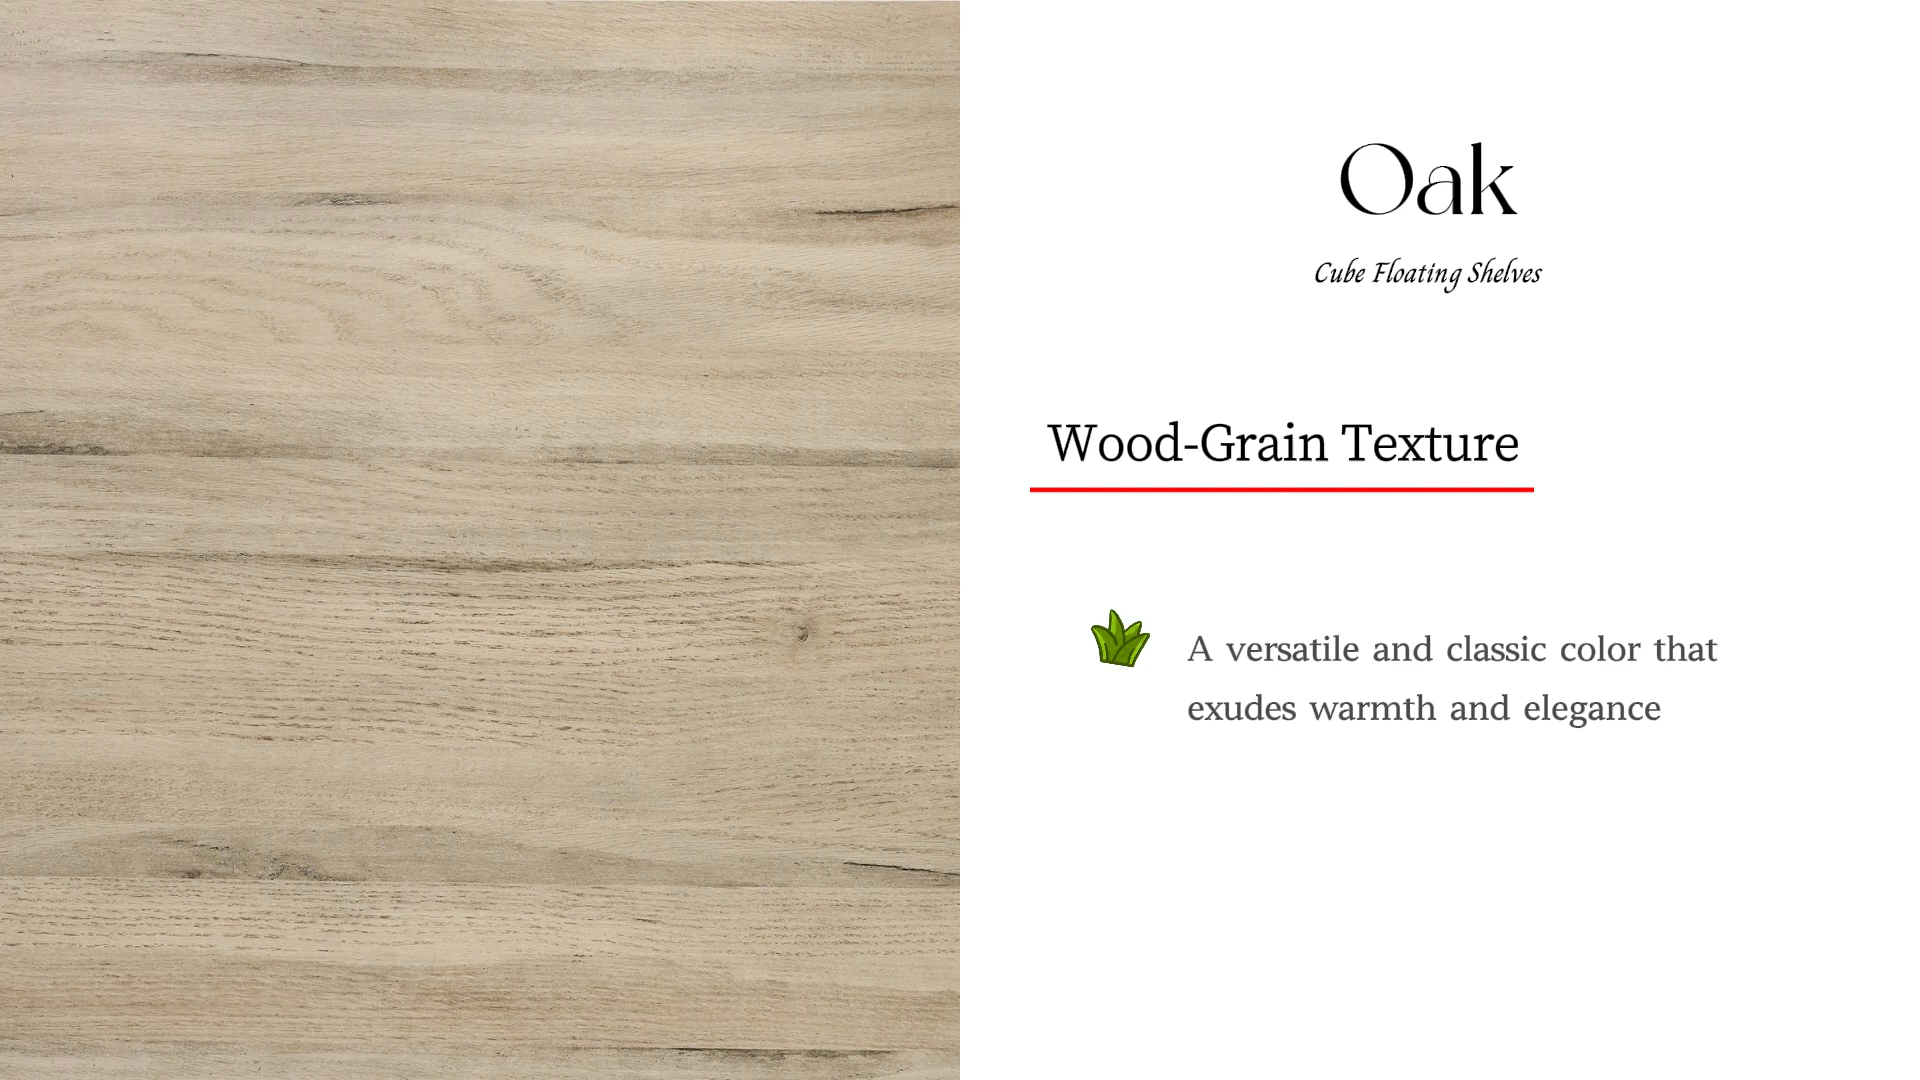 Oak
Cube Floating Shelves
Wood-Grain Texture
A versatile and classic color that
exudes warmth and elegance